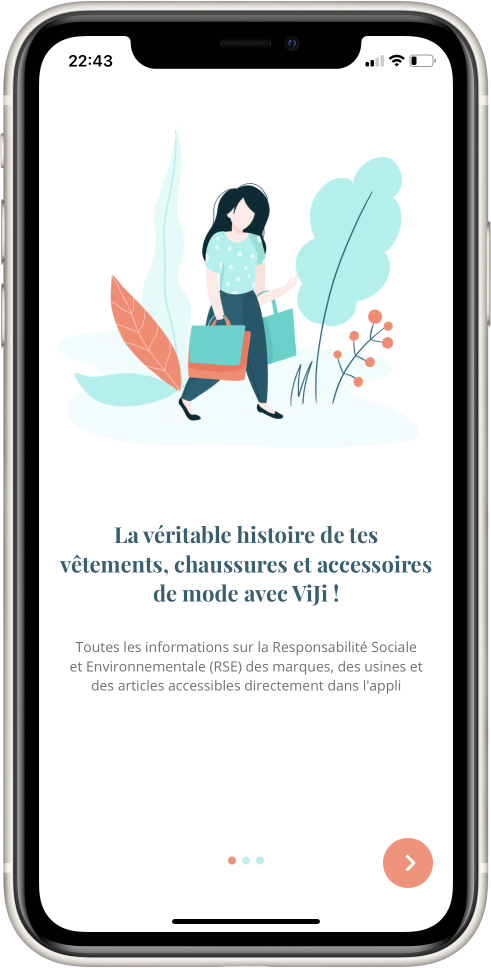 22:43
La véritable histoire de tes
vêtements, chaussures et accessoires
de mode avec ViJi !
Toutes les informations sur la Responsabilité Sociale
et Environnementale (RSE) des marques, des usines et
des articles accessibles directement dans l'appli